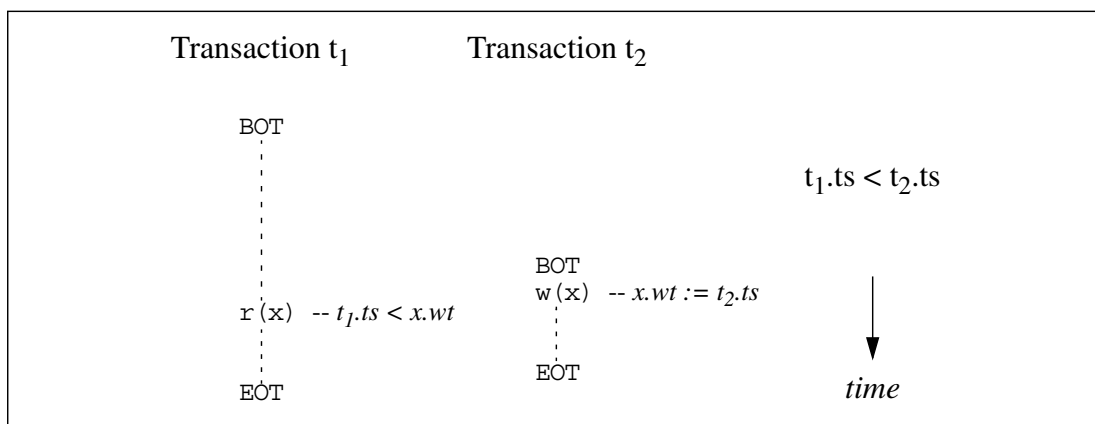 Transaction t1 Transaction t2
BOT
t1.ts < t2.ts
BOT
w(x) -- x.wt := t2.ts
r(x) -- t1.ts < x.wt
EOT
time
EOT